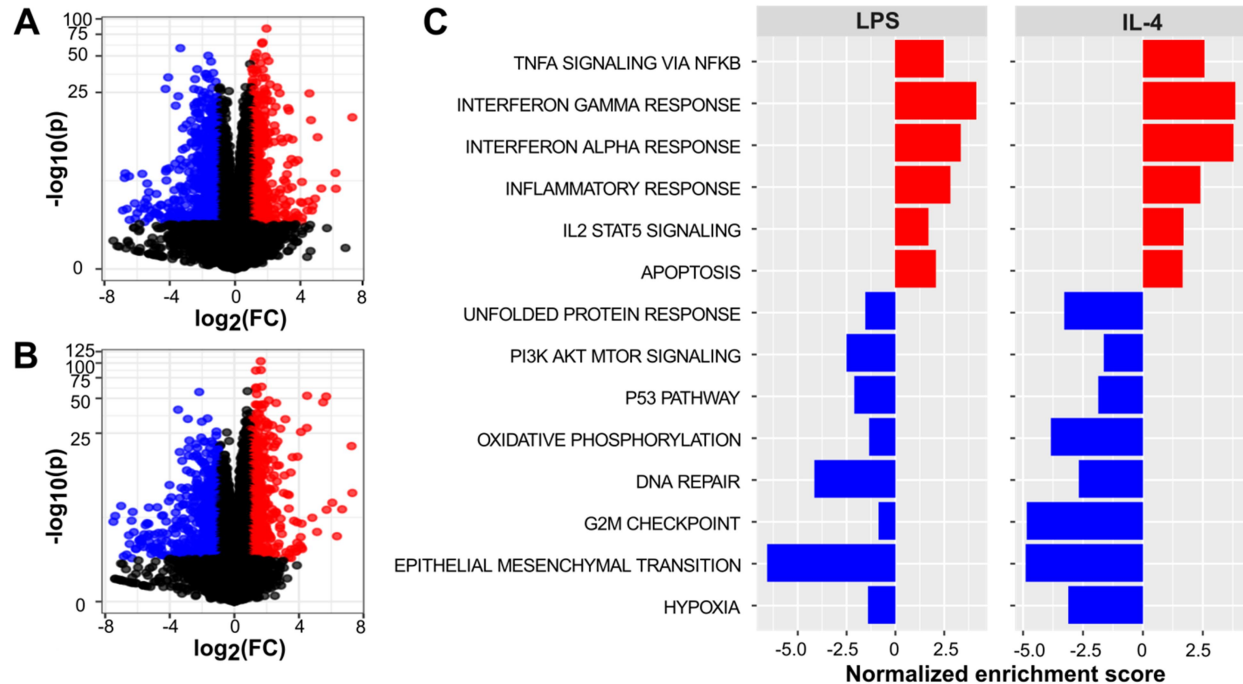 A
100
75
50
25
0
-log10(p)
-8 -4 0 4 8
log2(FC)
B
125
100
75
50
25
0
-log10(p)
-8 -4 0 4 8
log2(FC)
C
LPS IL-4
TNFA SIGNALING VIA NFKB
INTERFERON GAMMA RESPONSE
INTERFERON ALPHA RESPONSE
INFLAMMATORY RESPONSE
IL2 STAT5 SIGNALING
APOPTOSIS
UNFOLDED PROTEIN RESPONSE
PI3K AKT MTOR SIGNALING
P53 PATHWAY
OXIDATIVE PHOSPHORYLATION
DNA REPAIR
G2M CHECKPOINT
EPITHELIAL MESENCHYMAL TRANSITION
HYPOXIA
-5.0 -2.5 0 2.5 -5.0 -2.5 0 2.5
Normalized enrichment score